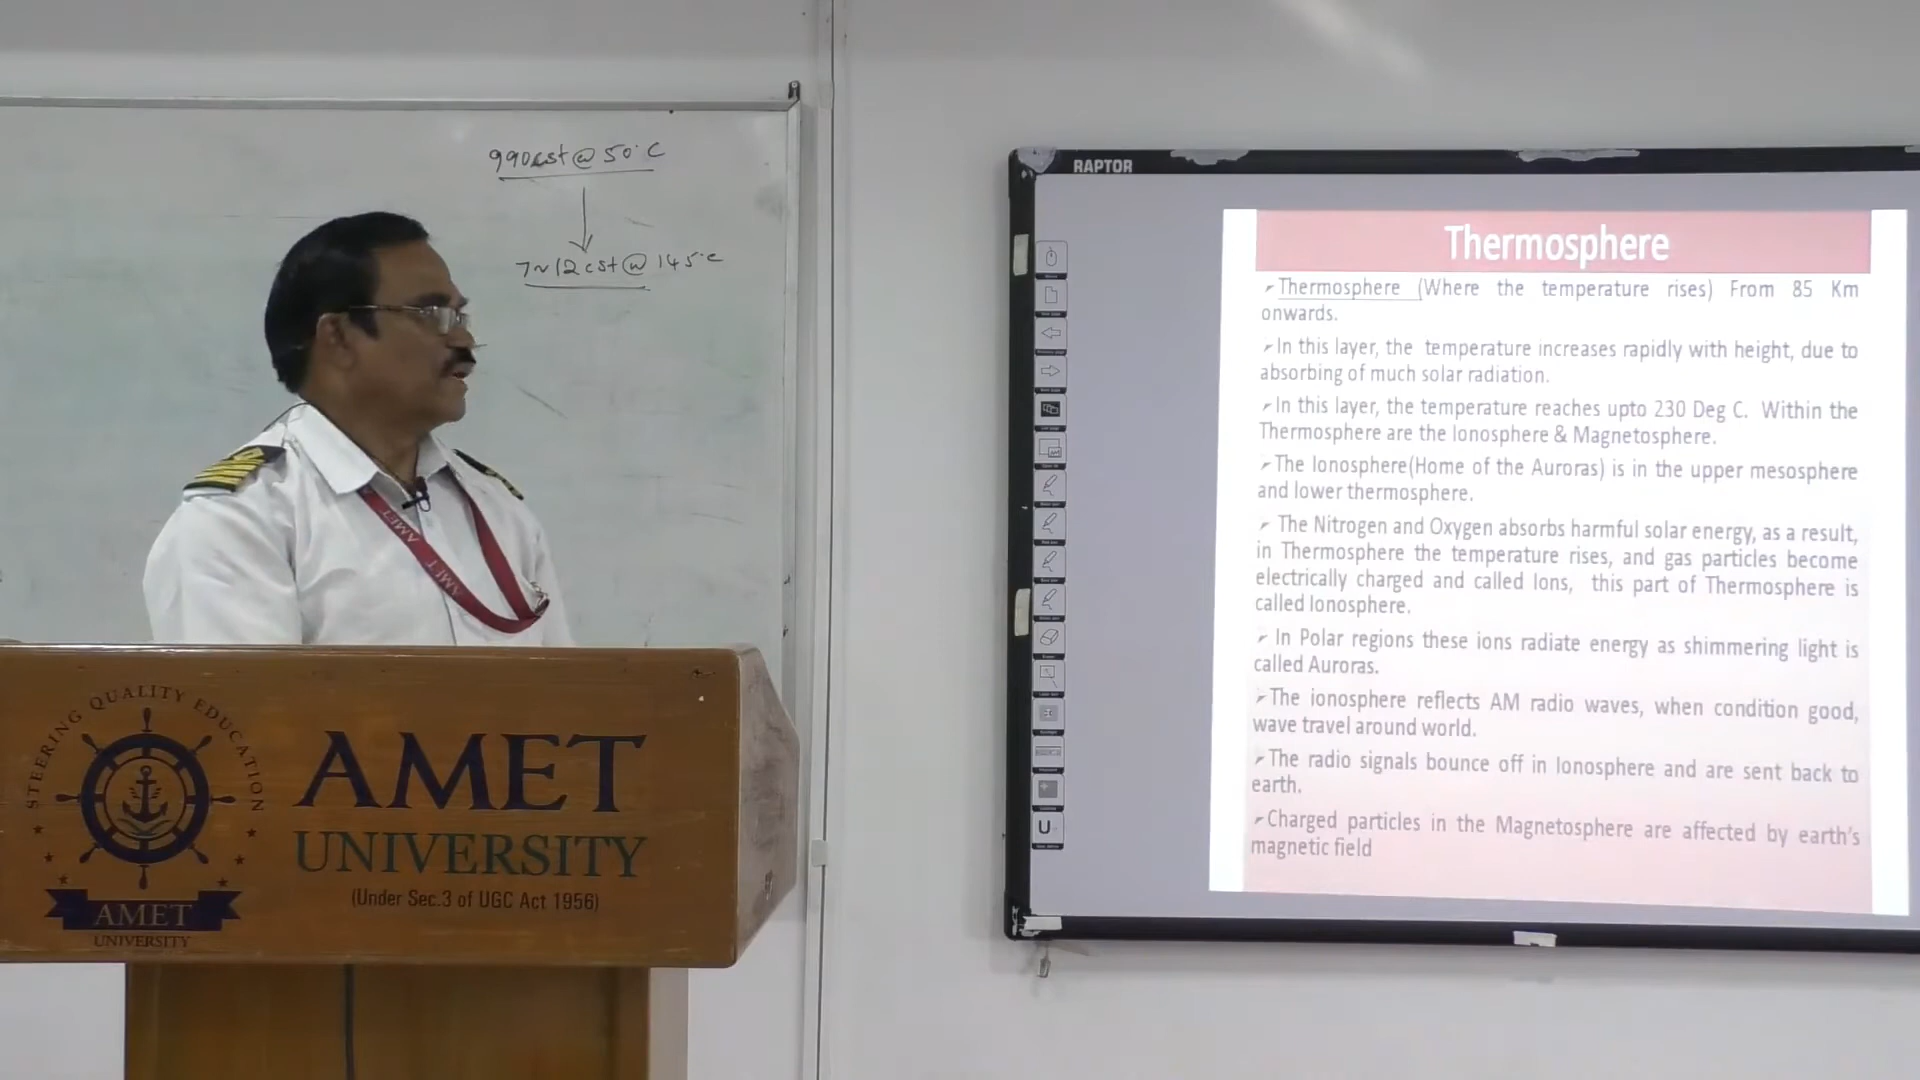 990cst@50°C
7~12cst@145°C
AMET
AMET
STEERING QUALITY EDUCATION
AMET
UNIVERSITY
AMET
UNIVERSITY
(Under Sec.3 of UGC Act 1956)
RAPTOR
Thermosphere
Thermosphere (Where the temperature rises) From 85 Km
onwards.
In this layer, the temperature increases rapidly with height, due to
absorbing of much solar radiation.
In this layer, the temperature reaches upto 230 Deg C. Within the
Thermosphere are the Ionosphere & Magnetosphere.
The Ionosphere(Home of the Auroras) is in the upper mesosphere
and lower thermosphere.
The Nitrogen and Oxygen absorbs harmful solar energy, as a result,
in Thermosphere the temperature rises, and gas particles become
electrically charged and called Ions, this part of Thermosphere is
called Ionosphere.
In Polar regions these ions radiate energy as shimmering light is
called Auroras.
The ionosphere reflects AM radio waves, when condition good,
wave travel around world.
The radio signals bounce off in Ionosphere and are sent back to
earth.
Charged particles in the Magnetosphere are affected by earth's
magnetic field
U